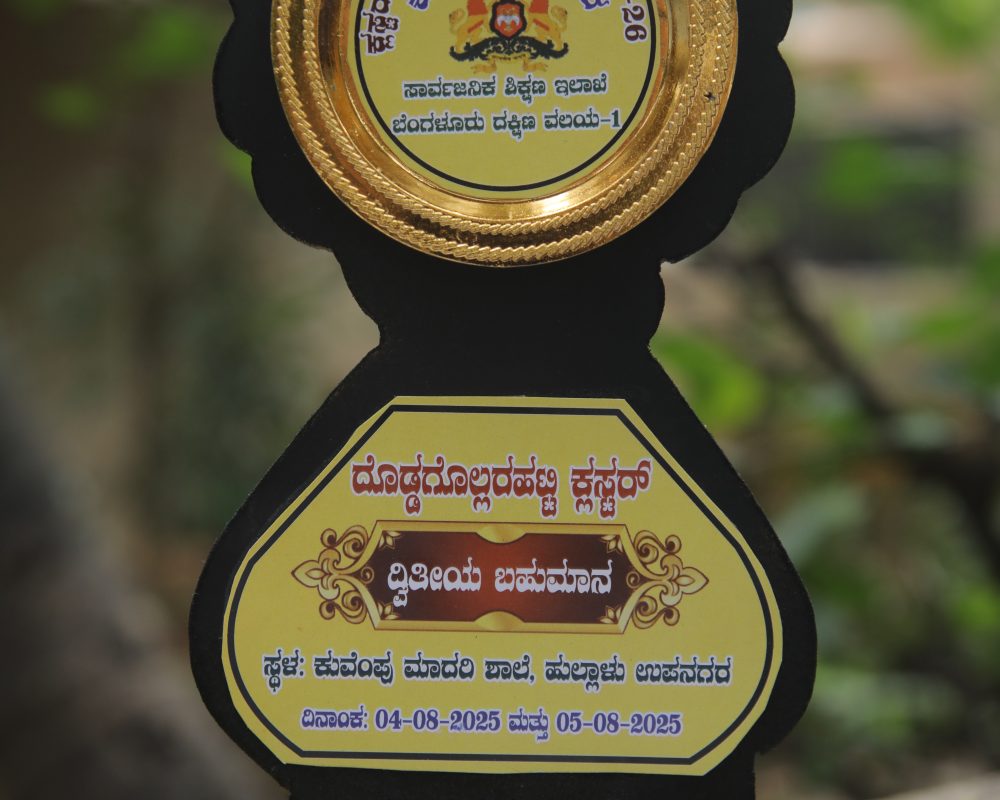 -26
ಸಾರ್ವಜನಿಕ ಶಿಕ್ಷಣ ಇಲಾಖೆ
ಬೆಂಗಳೂರು ದಕ್ಷಿಣ ವಲಯ-1
ದೊಡ್ಡಗೊಲ್ಲರಹಟ್ಟಿ ಕ್ಲಸ್ಟರ್
ದ್ವಿತೀಯ ಬಹುಮಾನ
ಸ್ಥಳ: ಕುವೆಂಪು ಮಾದರಿ ಶಾಲೆ, ಹುಲ್ಲಾಳು ಉಪನಗರ
ದಿನಾಂಕ: 04-08-2025 ಮತ್ತು 05-08-2025